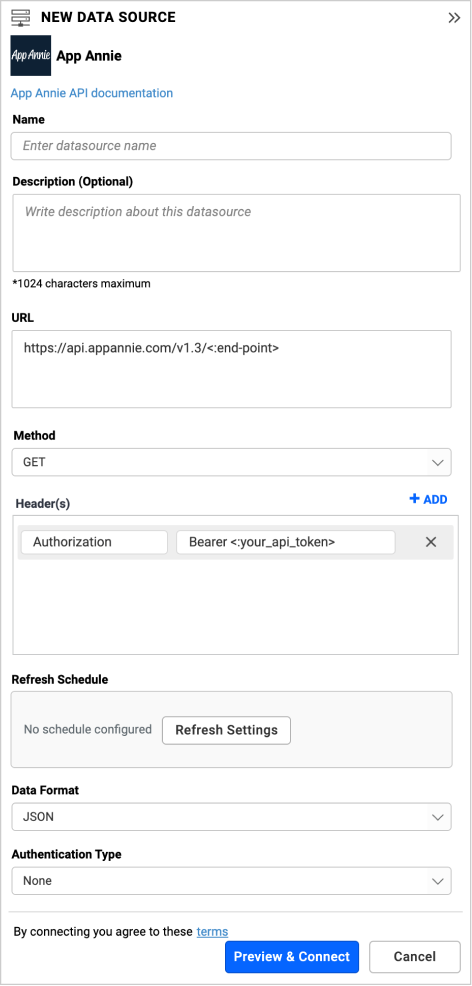 NEW DATA SOURCE
App Annie App Annie
App Annie API documentation
Name
Enter datasource name
Description (Optional)
Write description about this datasource
*1024 characters maximum
URL
https://api.appannie.com/v1.3/<:end-point>
Method
GET
Header(s) + ADD
Authorization Bearer <:your_api_token>
Refresh Schedule
No schedule configured Refresh Settings
Data Format
JSON
Authentication Type
None
By connecting you agree to these terms
Preview & Connect Cancel